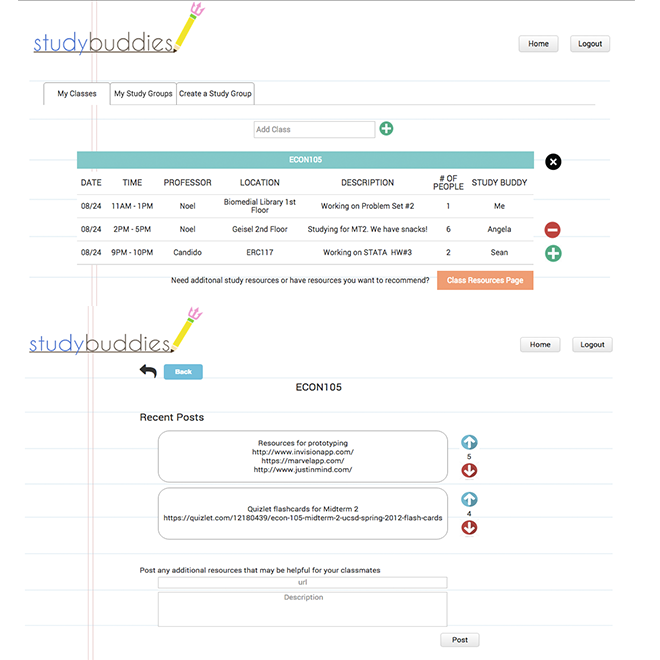 studybuddies
Home Logout
My Classes My Study Groups Create a Study Group
Add Class
ECON105
DATE TIME PROFESSOR LOCATION DESCRIPTION # OF PEOPLE STUDY BUDDY
08/24 11AM - 1PM Noel Biomedial Library 1st Floor Working on Problem Set #2 1 Me
08/24 2PM - 5PM Noel Geisel 2nd Floor Studying for MT2. We have snacks! 6 Angela
08/24 9PM - 10PM Candido ERC117 Working on STATA HW#3 2 Sean
Need additonal study resources or have resources you want to recommend? Class Resources Page
studybuddies
Home Logout
Back
ECON105
Recent Posts
Resources for prototyping
http://www.invisionapp.com/
https://marvelapp.com/
http://www.justinmind.com/
5
Quizlet flashcards for Midterm 2
https://quizlet.com/12180439/econ-105-midterm-2-ucsd-spring-2012-flash-cards
4
Post any additional resources that may be helpful for your classmates
url
Description
Post